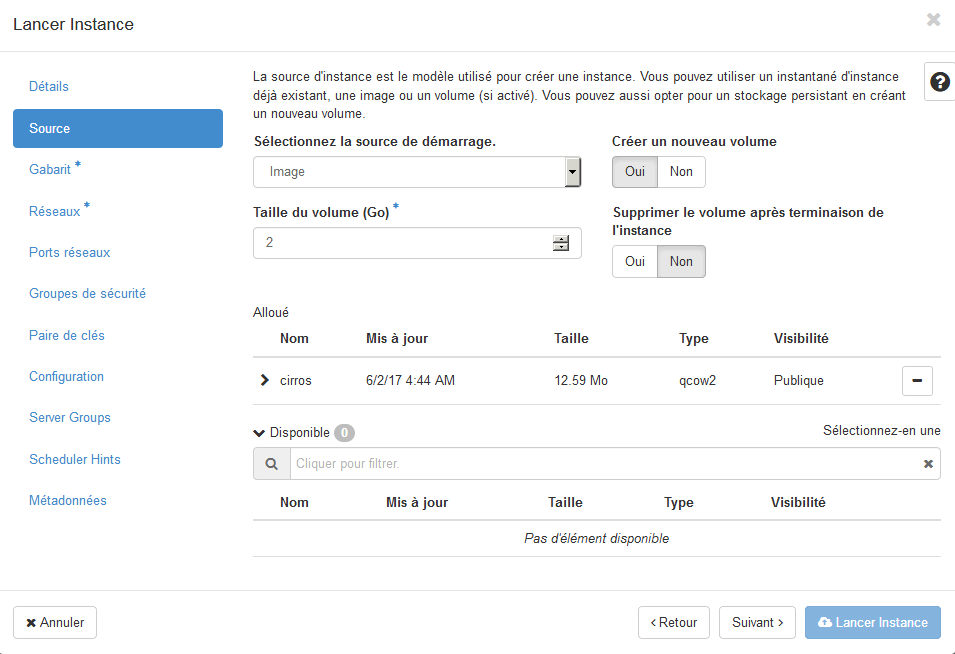 Lancer Instance
Détails
Source
Gabarit *
Réseaux *
Ports réseaux
Groupes de sécurité
Paire de clés
Configuration
Server Groups
Scheduler Hints
Métadonnées
La source d'instance est le modèle utilisé pour créer une instance. Vous pouvez utiliser un instantané d'instance
déjà existant, une image ou un volume (si activé). Vous pouvez aussi opter pour un stockage persistant en créant
un nouveau volume.
Sélectionnez la source de démarrage.
Image
Créer un nouveau volume
Oui Non
Taille du volume (Go) *
2
Supprimer le volume après terminaison de
l'instance
Oui Non
Alloué
Nom Mis à jour Taille Type Visibilité
cirros 6/2/17 4:44 AM 12.59 Mo qcow2 Publique
Disponible 0 Sélectionnez-en une
Cliquer pour filtrer.
Nom Mis à jour Taille Type Visibilité
Pas d'élément disponible
Annuler
Retour
Suivant
Lancer Instance